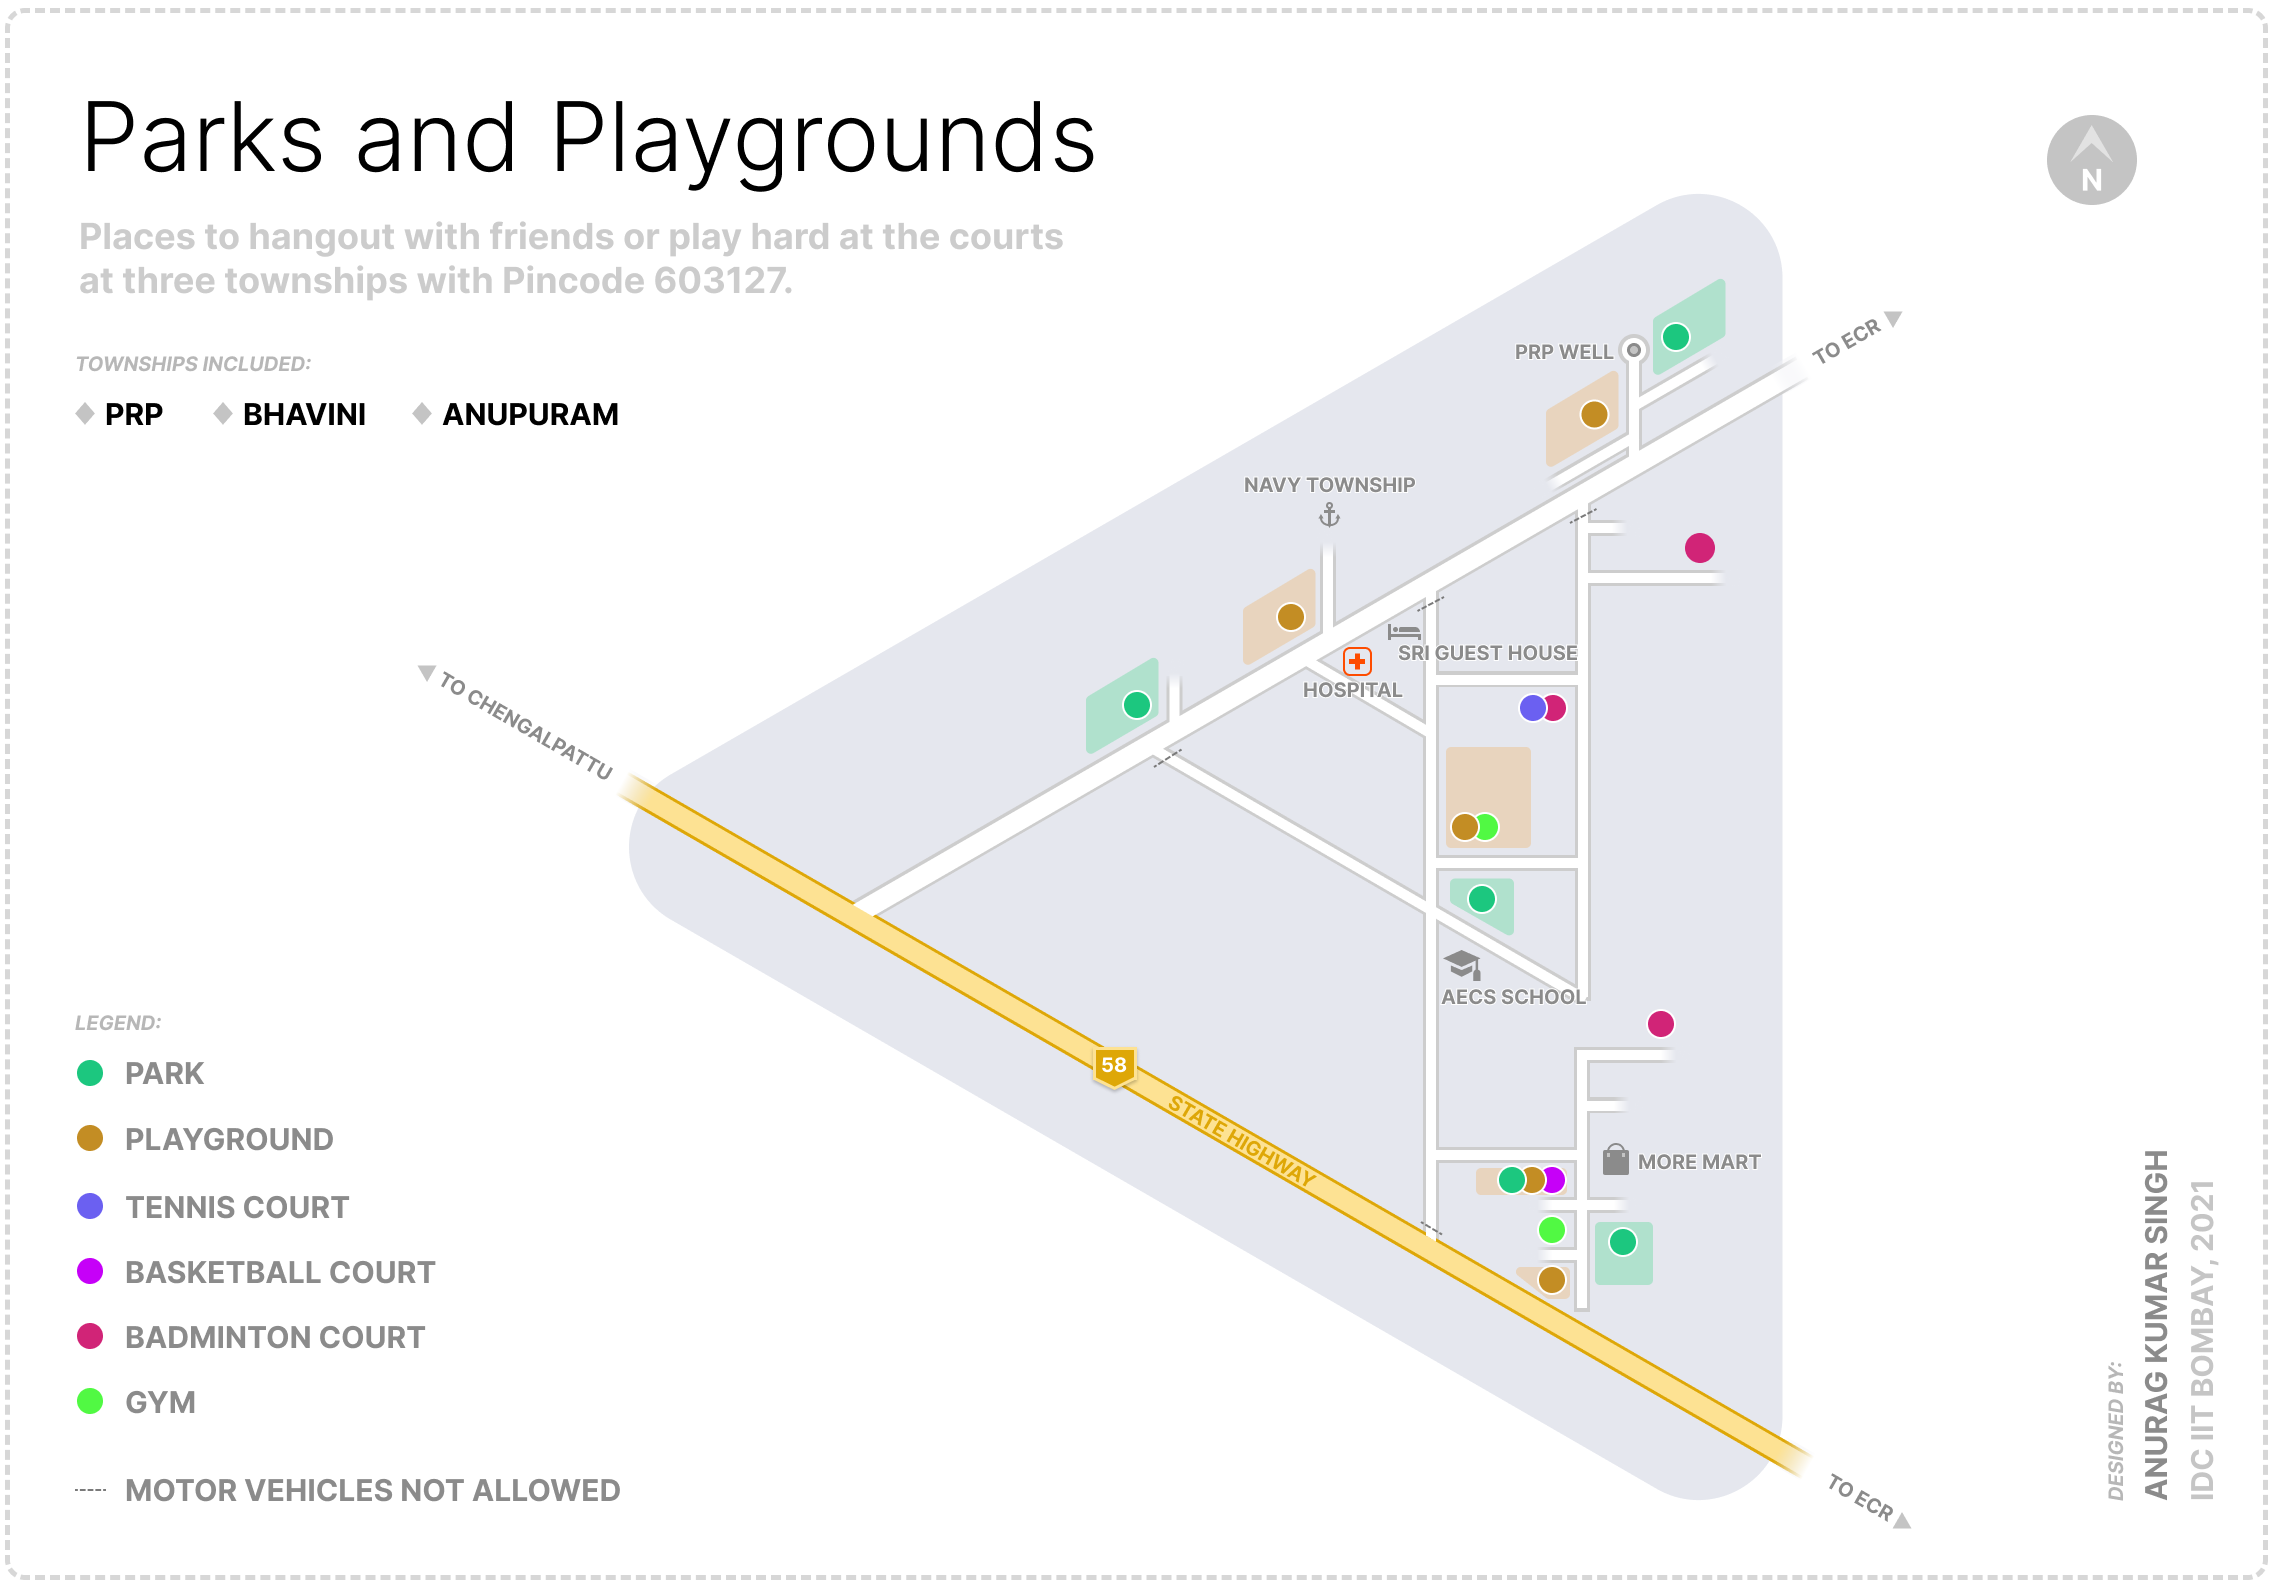 Parks and Playgrounds
Places to hangout with friends or play hard at the courts
at three townships with Pincode 603127.
TOWNSHIPS INCLUDED:
PRP
BHAVINI
ANUPURAM
N
TO ECR
PRP WELL
NAVY TOWNSHIP
SRI GUEST HOUSE
HOSPITAL
TO CHENGALPATTU
AECS SCHOOL
58
STATE HIGHWAY
MORE MART
TO ECR
LEGEND:
PARK
PLAYGROUND
TENNIS COURT
BASKETBALL COURT
BADMINTON COURT
GYM
MOTOR VEHICLES NOT ALLOWED
DESIGNED BY:
ANURAG KUMAR SINGH
IDC IIT BOMBAY, 2021